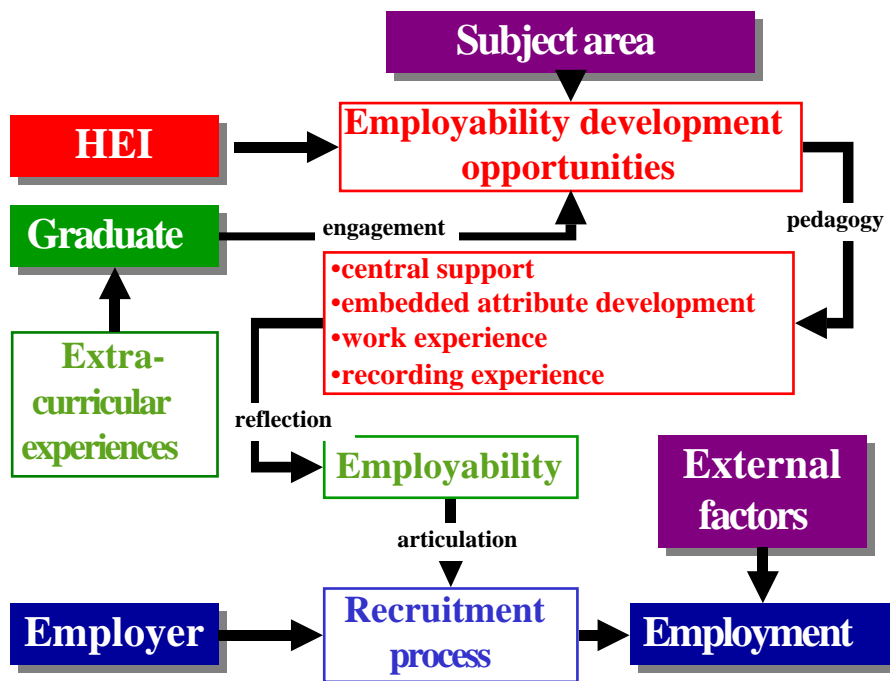 Subject area
HEI
Employability development
opportunities
Graduate
engagement
pedagogy
•central support
•embedded attribute development
•work experience
•recording experience
Extra-
curricular
experiences
reflection
Employability
External
factors
articulation
Employer
Recruitment
process
Employment